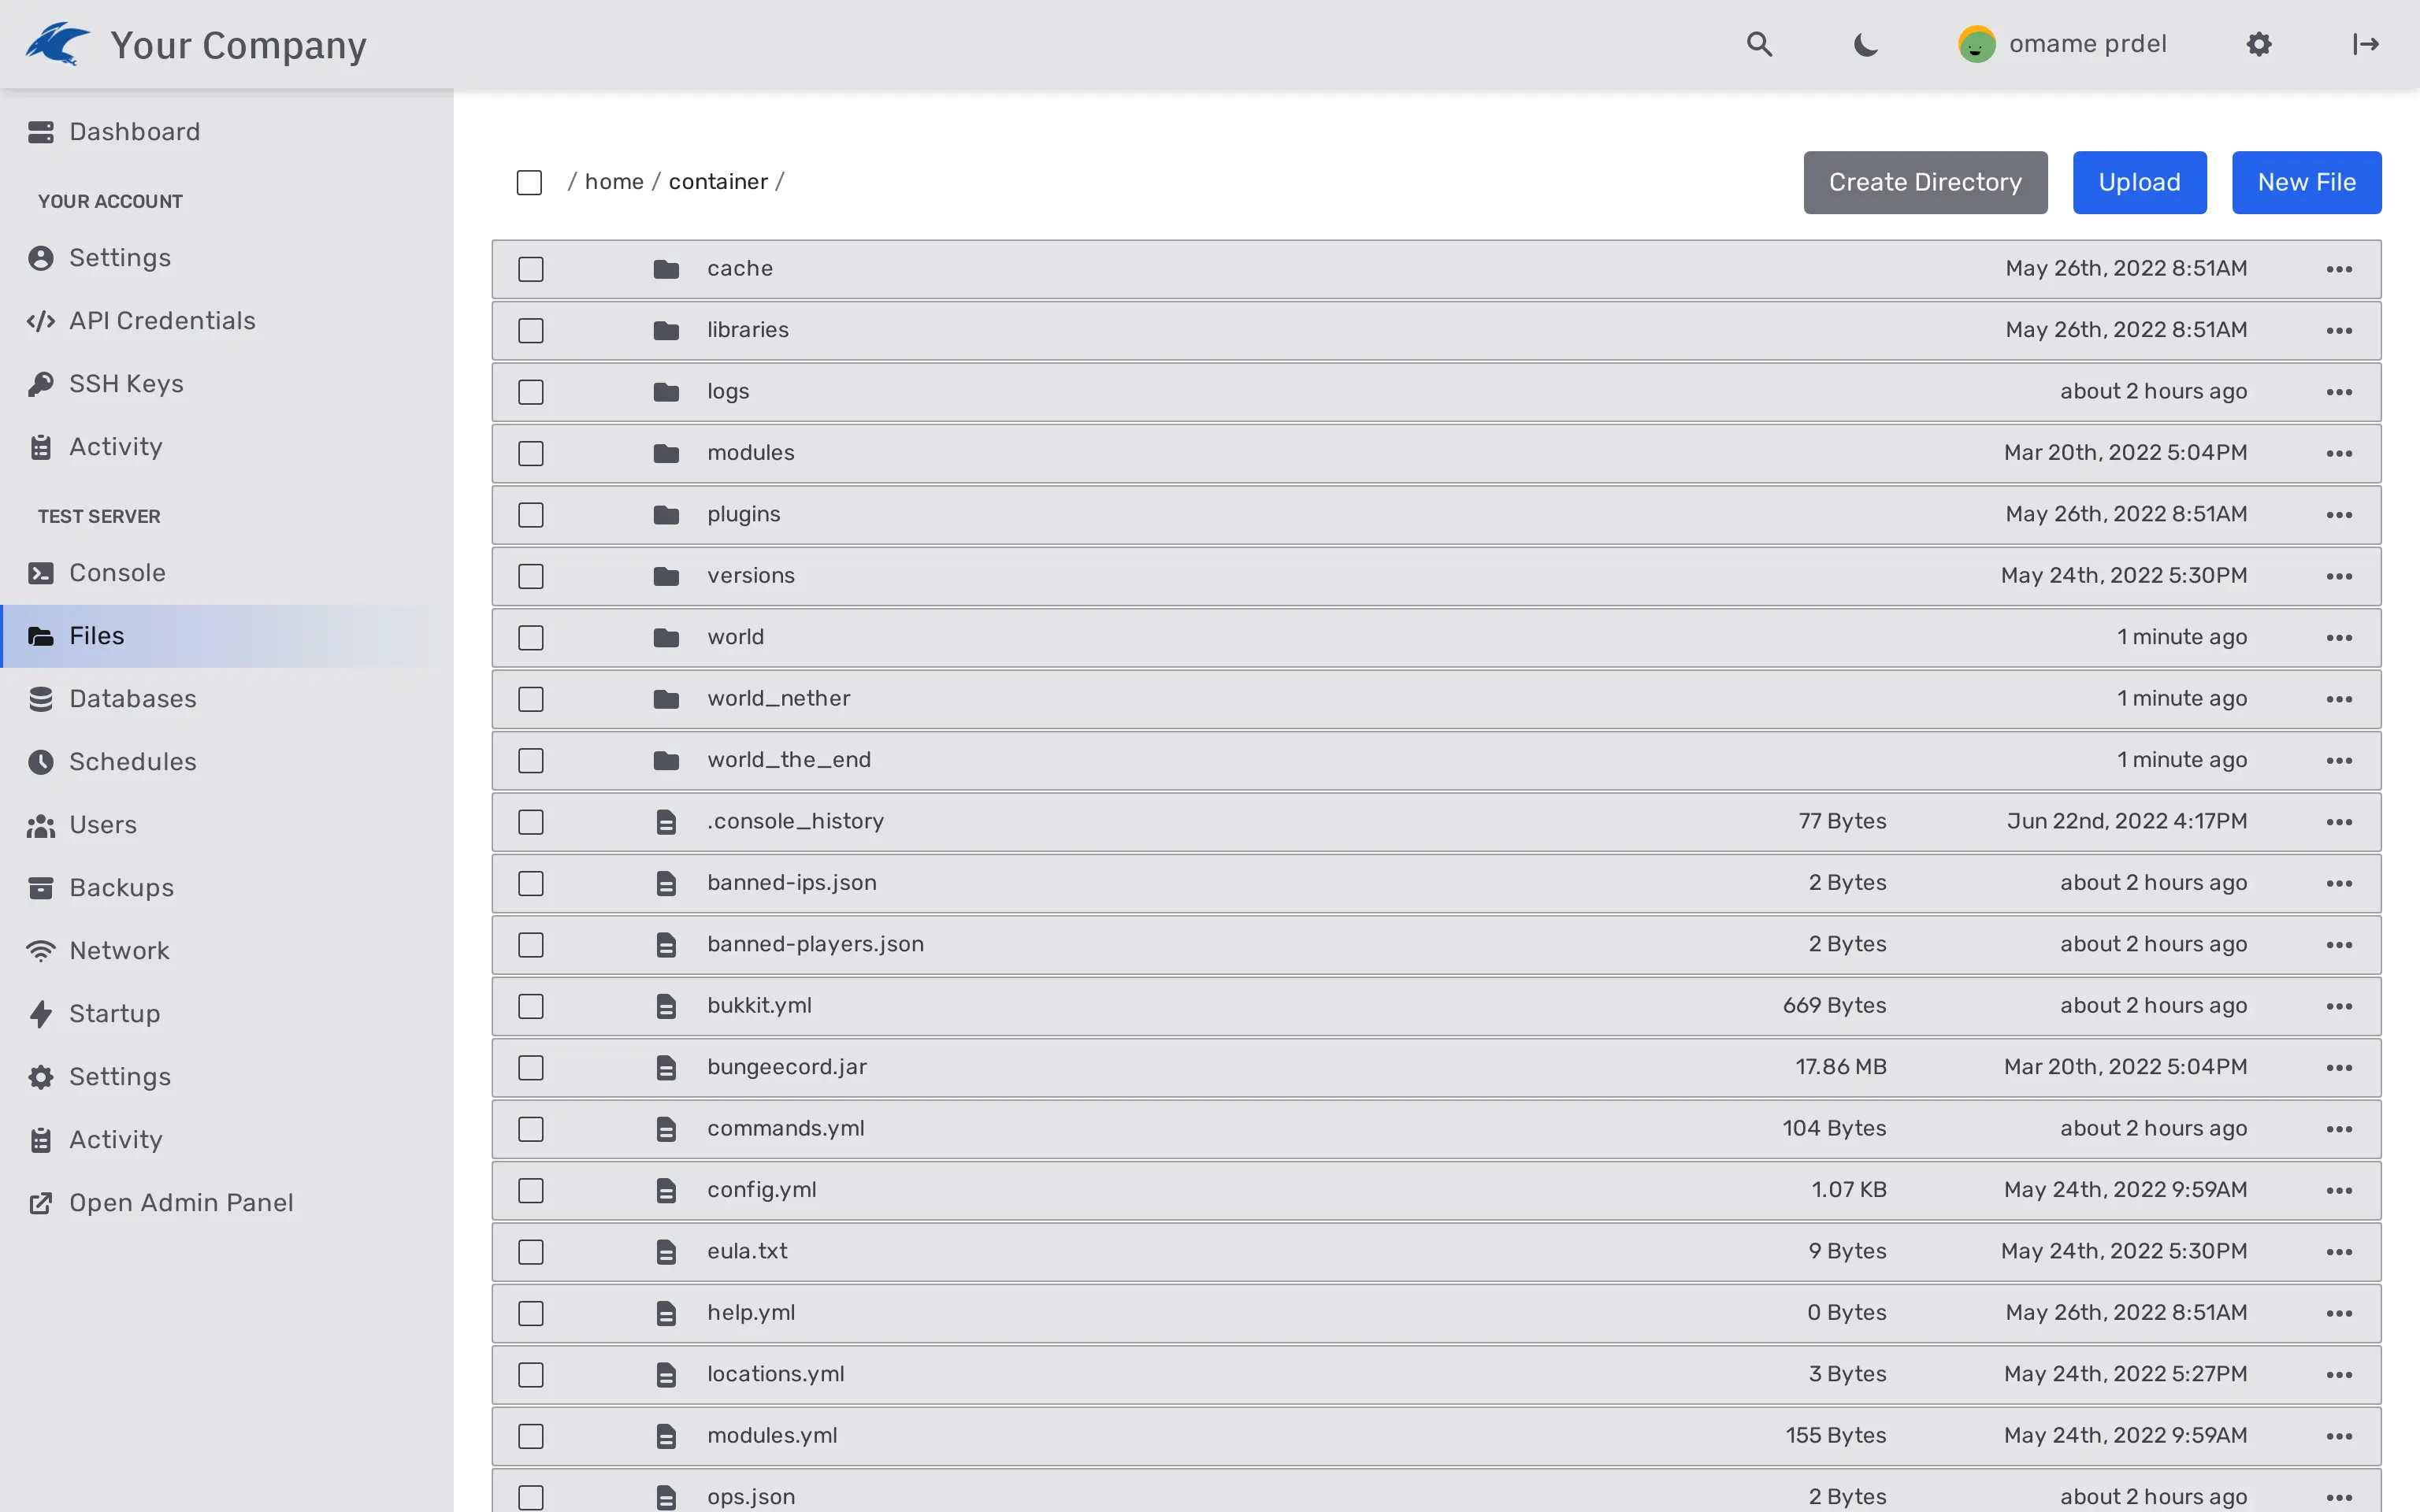 Your Company
omame prdel
Dashboard
YOUR ACCOUNT
Settings
API Credentials
SSH Keys
Activity
TEST SERVER
Console
Files
Databases
Schedules
Users
Backups
Network
Startup
Settings
Activity
Open Admin Panel
/ home / container /
Create Directory
Upload
New File
cache May 26th, 2022 8:51AM
libraries May 26th, 2022 8:51AM
logs about 2 hours ago
modules Mar 20th, 2022 5:04PM
plugins May 26th, 2022 8:51AM
versions May 24th, 2022 5:30PM
world 1 minute ago
world_nether 1 minute ago
world_the_end 1 minute ago
.console_history 77 Bytes Jun 22nd, 2022 4:17PM
banned-ips.json 2 Bytes about 2 hours ago
banned-players.json 2 Bytes about 2 hours ago
bukkit.yml 669 Bytes about 2 hours ago
bungeecord.jar 17.86 MB Mar 20th, 2022 5:04PM
commands.yml 104 Bytes about 2 hours ago
config.yml 1.07 KB May 24th, 2022 9:59AM
eula.txt 9 Bytes May 24th, 2022 5:30PM
help.yml 0 Bytes May 26th, 2022 8:51AM
locations.yml 3 Bytes May 24th, 2022 5:27PM
modules.yml 155 Bytes May 24th, 2022 9:59AM
ops.json 2 Bytes about 2 hours ago